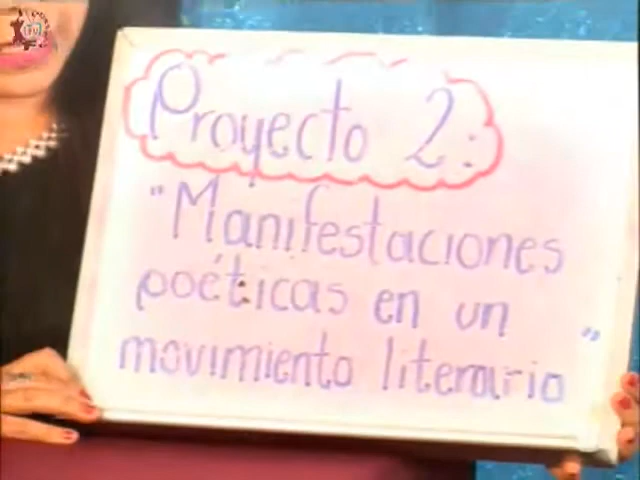 Proyecto 2:
"Manifestaciones
poéticas en un
movimiento literario"